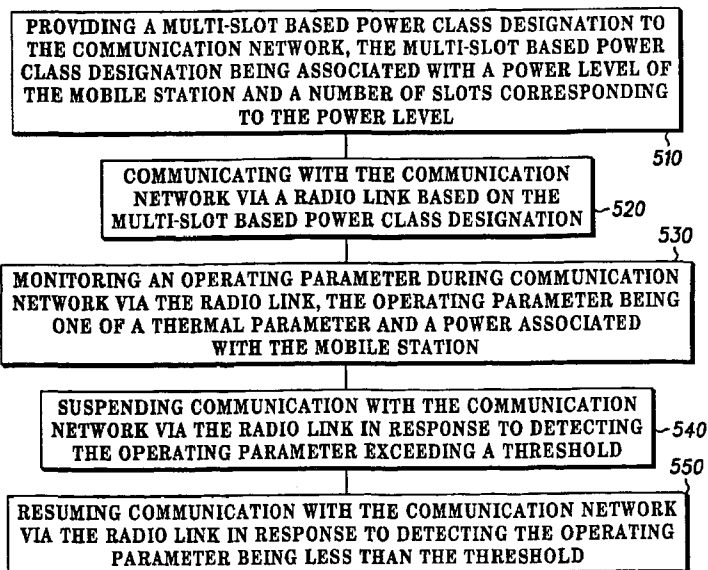 PROVIDING A MULTI-SLOT BASED POWER CLASS DESIGNATION TO
THE COMMUNICATION NETWORK, THE MULTI-SLOT BASED POWER
CLASS DESIGNATION BEING ASSOCIATED WITH A POWER LEVEL OF
THE MOBILE STATION AND A NUMBER OF SLOTS CORRESPONDING
TO THE POWER LEVEL
510
COMMUNICATING WITH THE COMMUNICATION
NETWORK VIA A RADIO LINK BASED ON THE
MULTI-SLOT BASED POWER CLASS DESIGNATION
520
530
MONITORING AN OPERATING PARAMETER DURING COMMUNICATION
NETWORK VIA THE RADIO LINK, THE OPERATING PARAMETER BEING
ONE OF A THERMAL PARAMETER AND A POWER ASSOCIATED
WITH THE MOBILE STATION
SUSPENDING COMMUNICATION WITH THE COMMUNICATION
NETWORK VIA THE RADIO LINK IN RESPONSE TO DETECTING
THE OPERATING PARAMETER EXCEEDING A THRESHOLD
540
550
RESUMING COMMUNICATION WITH THE COMMUNICATION NETWORK
VIA THE RADIO LINK IN RESPONSE TO DETECTING THE OPERATING
PARAMETER BEING LESS THAN THE THRESHOLD